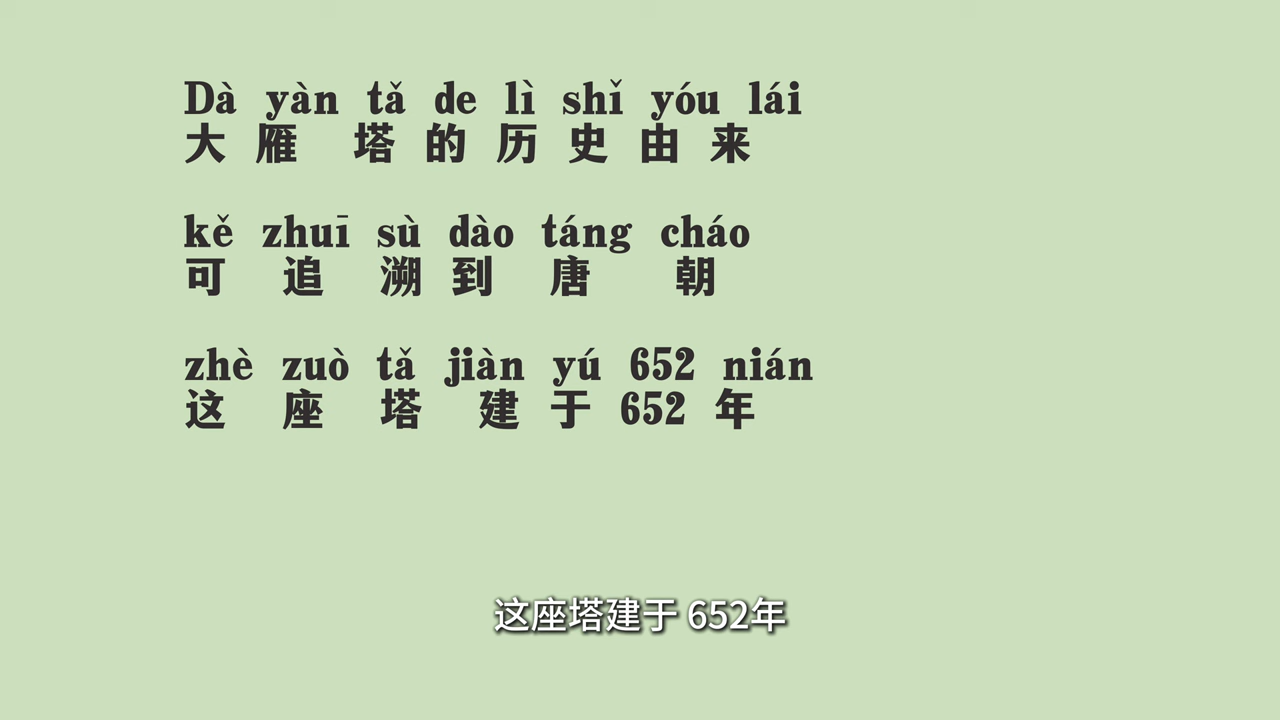 Dà yàn tǎ de lì shǐ yóu lái
大雁塔的历史由来
kě zhuī sù dào táng cháo
可追溯到唐朝
zhè zuò tǎ jiàn yú 652 nián
这座塔建于652年
这座塔建于 652年